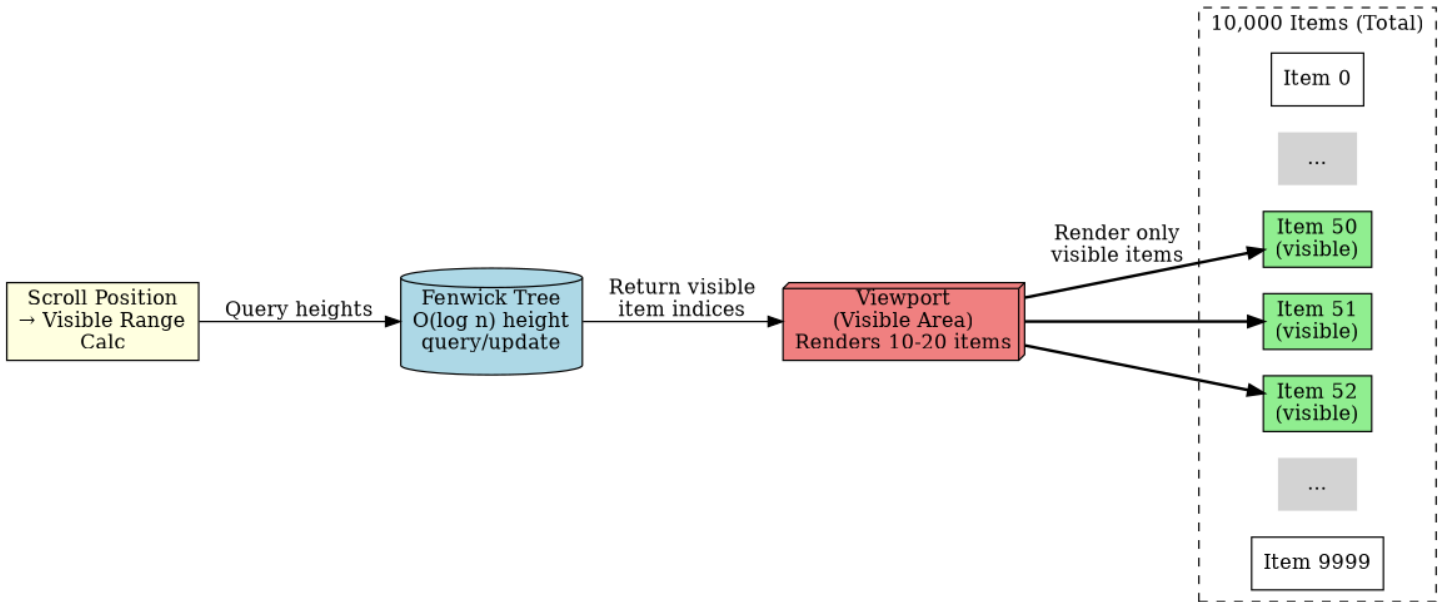 10,000 Items (Total)
Item 0
...
Render only
visible items
Item 50
(visible)
Scroll Position
→ Visible Range
Calc
Query heights
Fenwick Tree
O(log n) height
query/update
Return visible
item indices
Viewport
(Visible Area)
Renders 10-20 items
Item 51
(visible)
Item 52
(visible)
...
Item 9999